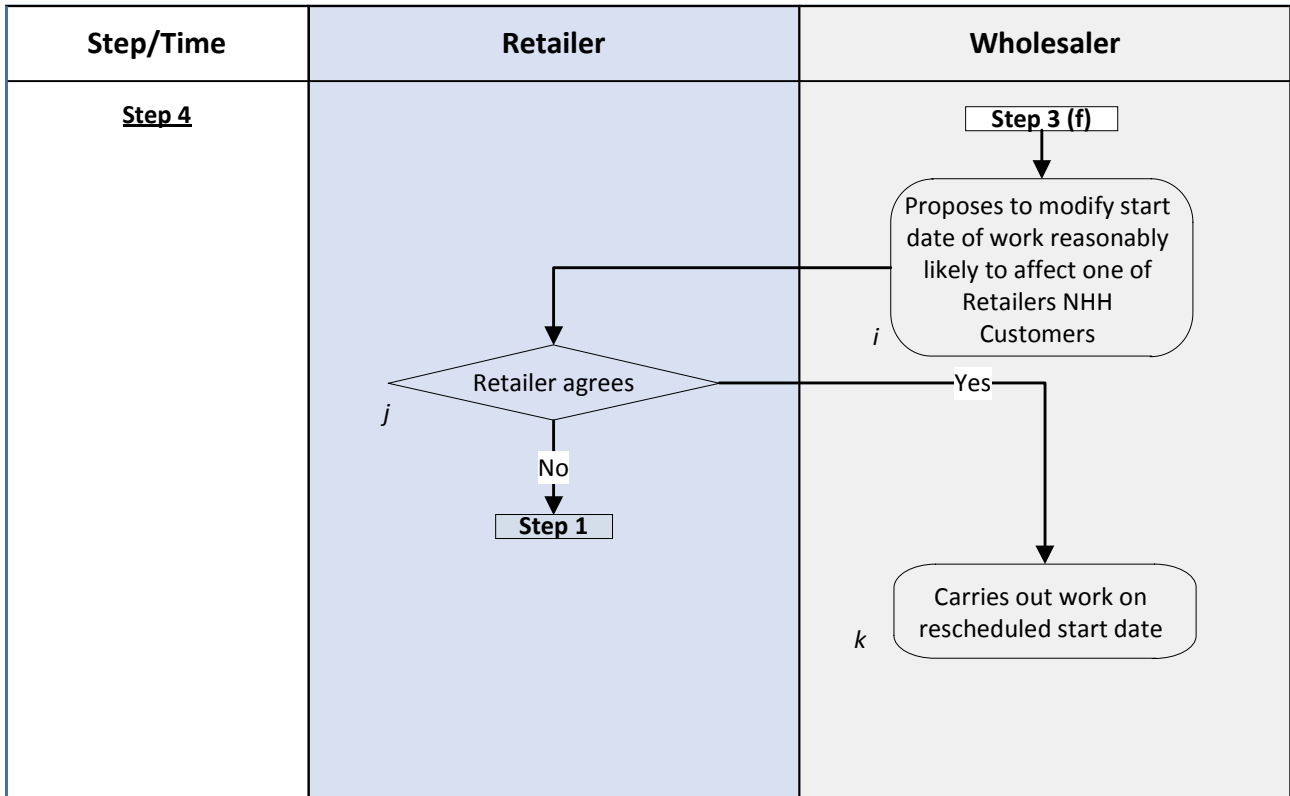 Step/Time
Retailer
Wholesaler
Step 4
Step 3 (f)
Proposes to modify start
date of work reasonably
likely to affect one of
Retailers NHH
Customers
i
Retailer agrees
Yes
j
No
Step 1
Carries out work on
rescheduled start date
k